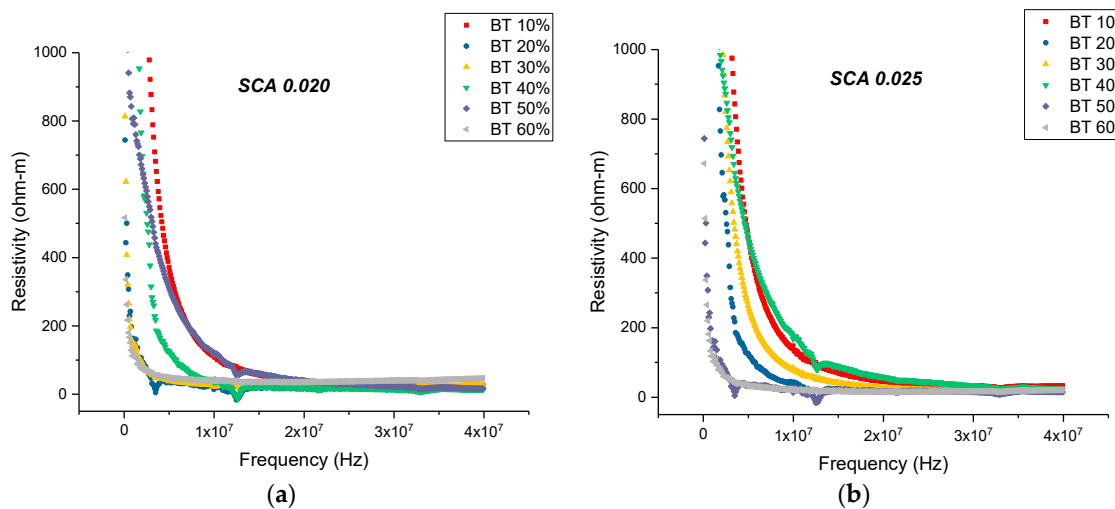 BT 10%
BT 20%
BT 30%
BT 40%
BT 50%
BT 60%
SCA 0.020
1000
800
600
400
200
0
Resistivity (ohm-m)
0
1x10⁷
2x10⁷
3x10⁷
4x10⁷
Frequency (Hz)
(a)
BT 10
BT 20
BT 30
BT 40
BT 50
BT 60
SCA 0.025
1000
800
600
400
200
0
Resistivity (ohm-m)
0
1x10⁷
2x10⁷
3x10⁷
4x10⁷
Frequency (Hz)
(b)